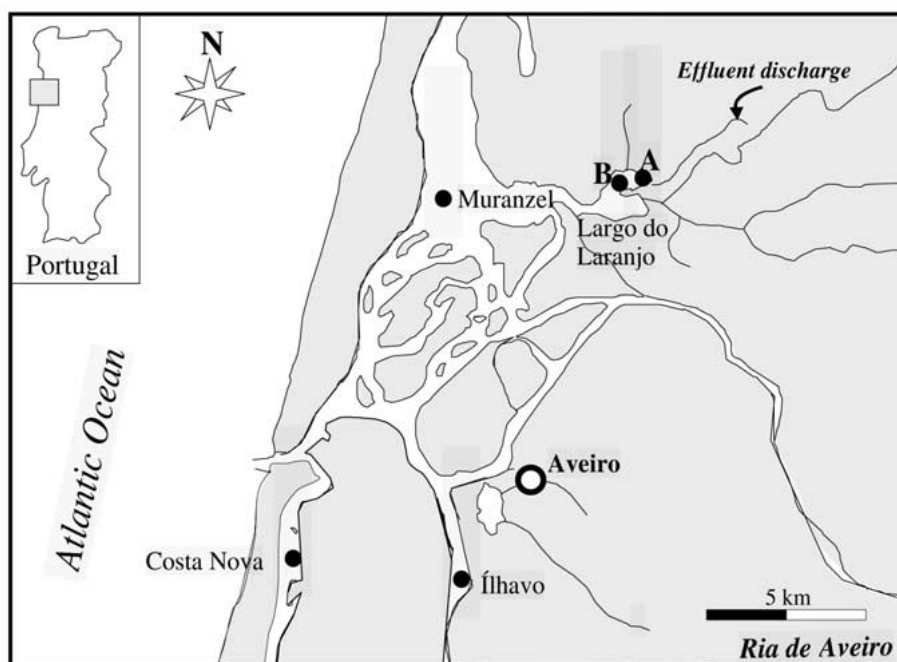 N
Portugal
Effluent discharge
B
A
Muranzel
Largo do
Laranjo
Atlantic Ocean
Aveiro
Costa Nova
Ílhavo
5 km
Ria de Aveiro